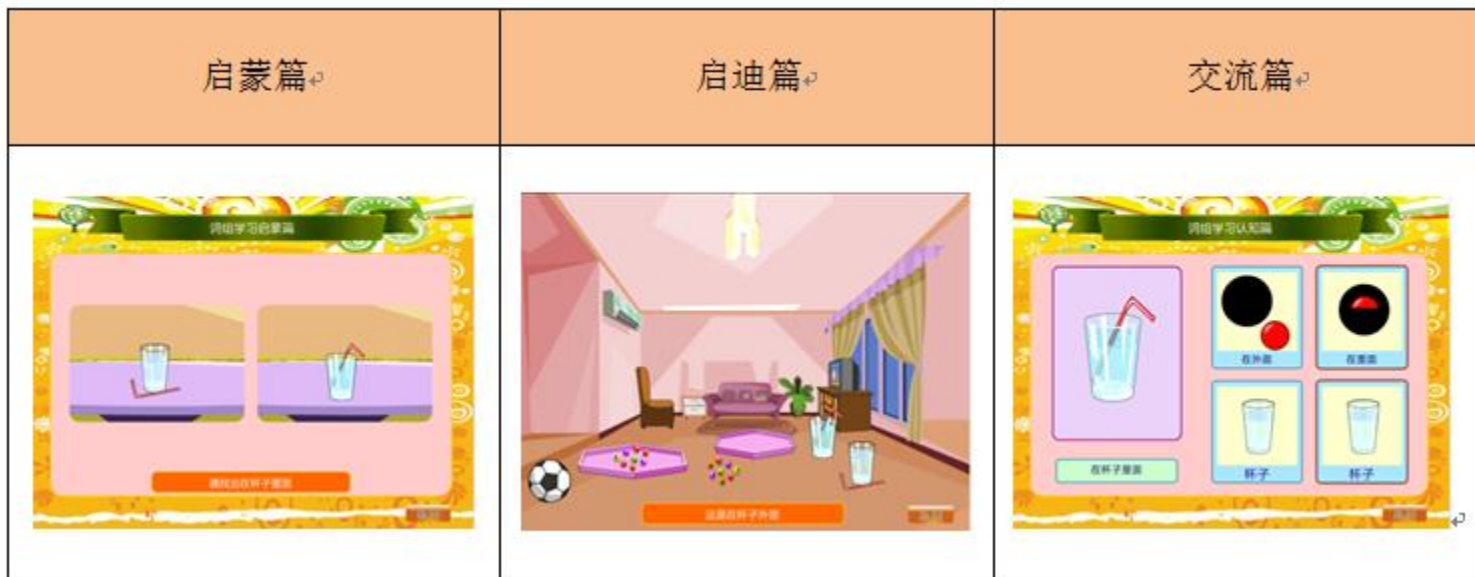 启蒙篇
启迪篇
交流篇
词组学习启蒙篇
请找出在杯子里面
这是在杯子外面
词组学习认知篇
在外面
在里面
在杯子里面
杯子
杯子